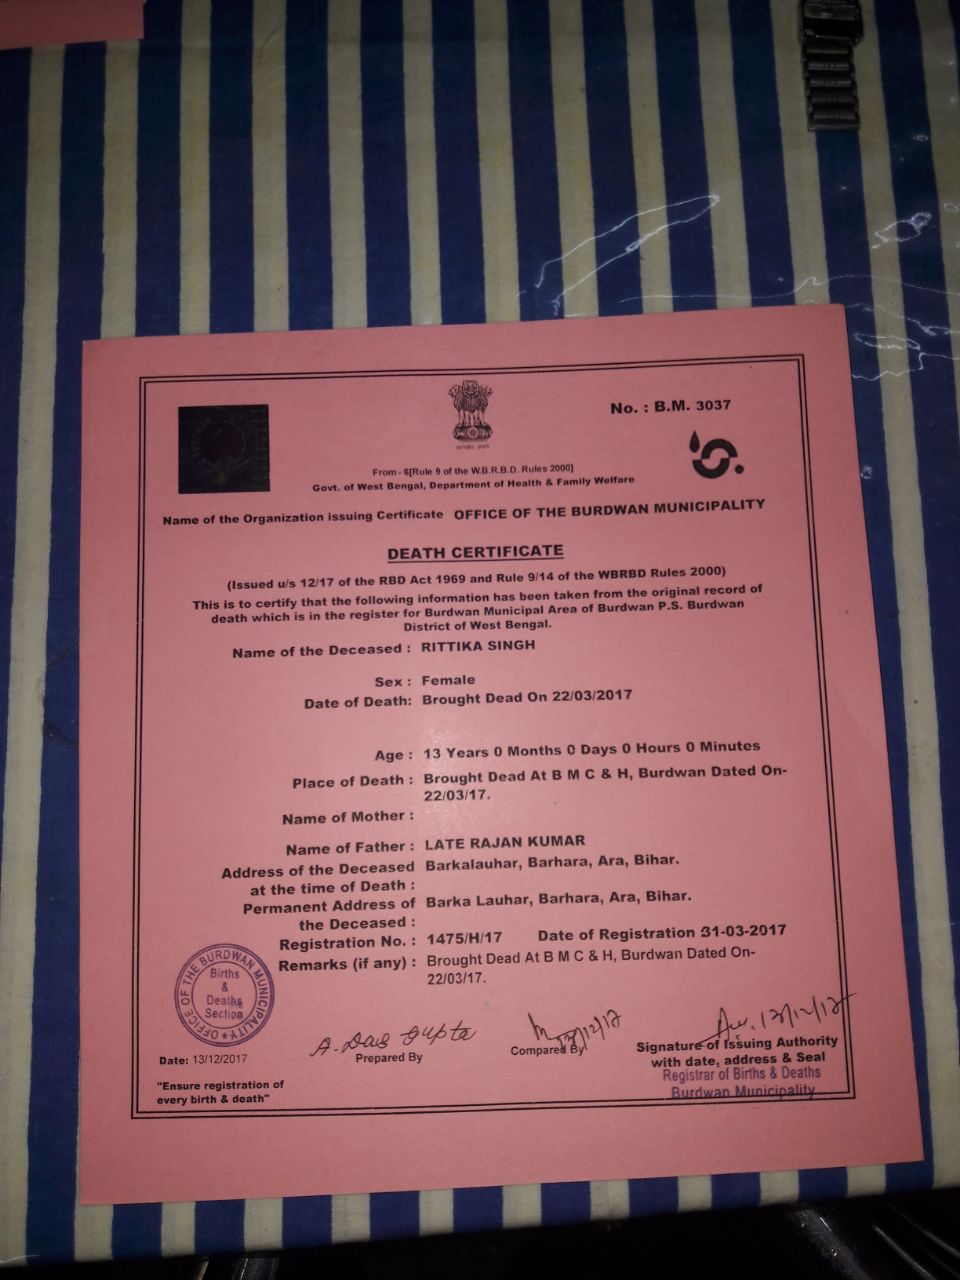 No. : B.M. 3037
From - 6[Rule 9 of the W.B.R.B.D. Rules 2000]
Govt. of West Bengal, Department of Health & Family Welfare
Name of the Organization issuing Certificate OFFICE OF THE BURDWAN MUNICIPALITY
DEATH CERTIFICATE
(Issued u/s 12/17 of the RBD Act 1969 and Rule 9/14 of the WBRBD Rules 2000)
This is to certify that the following information has been taken from the original record of
death which is in the register for Burdwan Municipal Area of Burdwan P.S. Burdwan
District of West Bengal.
Name of the Deceased : RITTIKA SINGH
Sex : Female
Date of Death: Brought Dead On 22/03/2017
Age : 13 Years 0 Months 0 Days 0 Hours 0 Minutes
Place of Death : Brought Dead At B M C & H, Burdwan Dated On-
22/03/17.
Name of Mother :
Name of Father : LATE RAJAN KUMAR
Address of the Deceased Barkalauhar, Barhara, Ara, Bihar.
at the time of Death :
Permanent Address of Barka Lauhar, Barhara, Ara, Bihar.
the Deceased :
Registration No. : 1475/H/17 Date of Registration :31-03-2017
Remarks (if any) : Brought Dead At B M C & H, Burdwan Dated On-
22/03/17.
OFFICE OF THE BURDWAN MUNICIPALITY
Births
&
Deaths
Section
A. Das Gupta
13/12/17
Date: 13/12/2017
Prepared By
Compared By
Signature of Issuing Authority
with date, address & Seal
Registrar of Births & Deaths
Burdwan Municipality
"Ensure registration of
every birth & death"